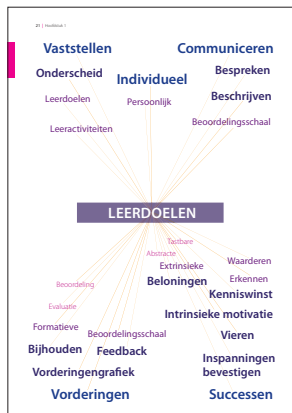 20 | Hoofdstuk 1
Vaststellen
Communiceren
Onderscheid
Individueel
Bespreken
Leerdoelen
Persoonlijk
Beschrijven
Leeractiviteiten
Beoordelingsschaal
LEERDOELEN
Tastbare
Abstracte
Waarderen
Extrinsieke
Erkennen
Beoordeling
Beloningen
Kenniswinst
Evaluatie
Intrinsieke motivatie
Formatieve
Beoordelingsschaal
Vieren
Bijhouden
Feedback
Inspanningen
bevestigen
Vorderingengrafiek
Vorderingen
Successen